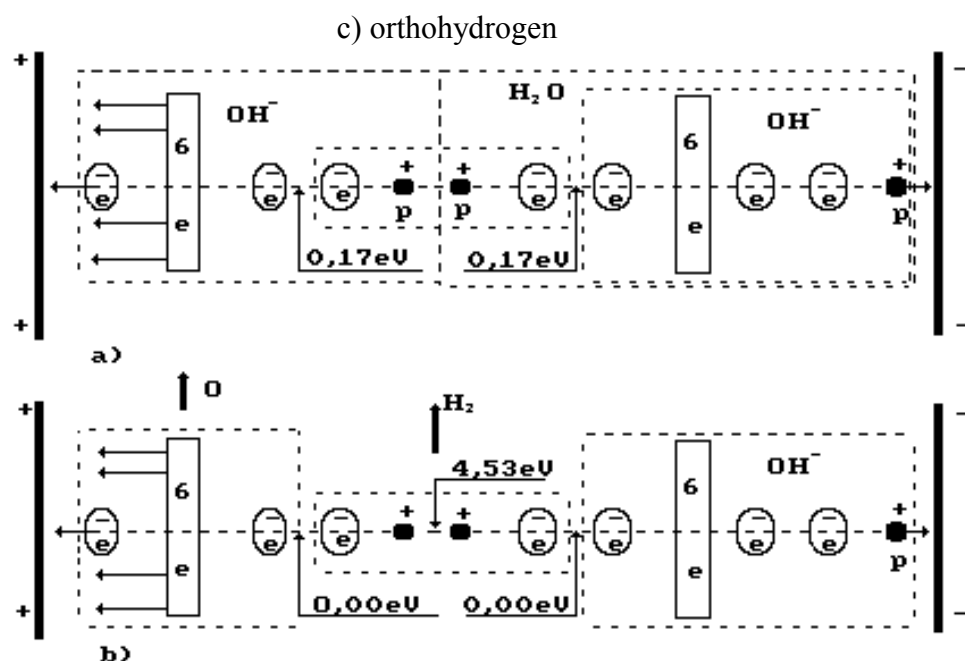 c) orthohydrogen
+ −
OH⁻ H₂O OH⁻
6 6
− − − + + − − − − +
e e e p p e e e e e e p
0,17eV 0,17eV
+ −
a)
O H₂
+ −
4,53eV OH⁻
6 6
− − − + + − − − − +
e e e e e e e e e p
0,00eV 0,00eV
+ −
b)